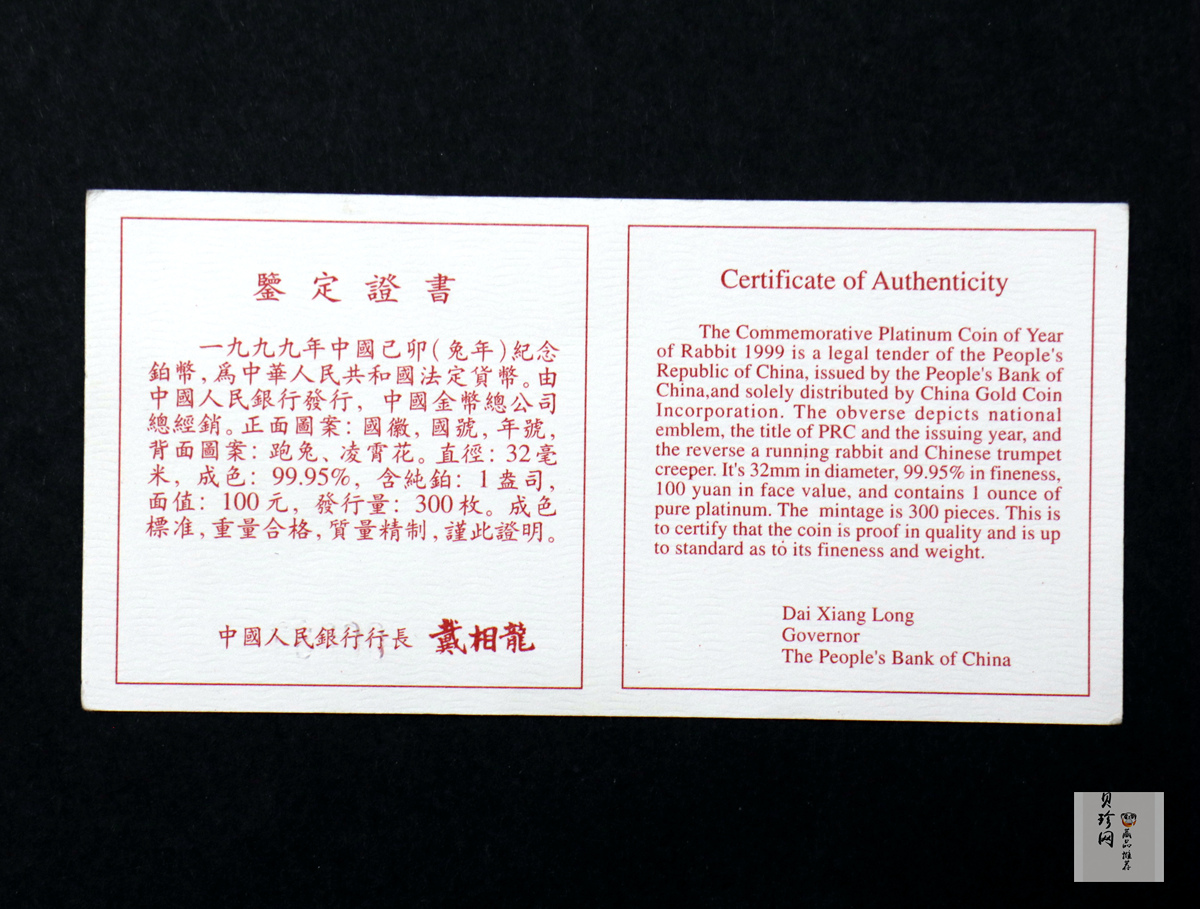 鑒定證書
一九九九年中國己卯(兔年)紀念
鉑幣,爲中華人民共和國法定貨幣。由
中國人民銀行發行,中國金幣總公司
總經銷。正面圖案:國徽,國號,年號,
背面圖案:跑兔、凌霄花。直徑:32毫
米,成色:99.95%,含純鉑:1盎司,
面值:100元,發行量:300枚。成色
標准,重量合格,質量精制,謹此證明。
中國人民銀行行長 戴相龍
Certificate of Authenticity
The Commemorative Platinum Coin of Year
of Rabbit 1999 is a legal tender of the People's
Republic of China, issued by the People's Bank of
China,and solely distributed by China Gold Coin
Incorporation. The obverse depicts national
emblem, the title of PRC and the issuing year, and
the reverse a running rabbit and Chinese trumpet
creeper. It's 32mm in diameter, 99.95% in fineness,
100 yuan in face value, and contains 1 ounce of
pure platinum. The mintage is 300 pieces. This is
to certify that the coin is proof in quality and is up
to standard as to its fineness and weight.
Dai Xiang Long
Governor
The People's Bank of China
贝珍网
藏品推荐